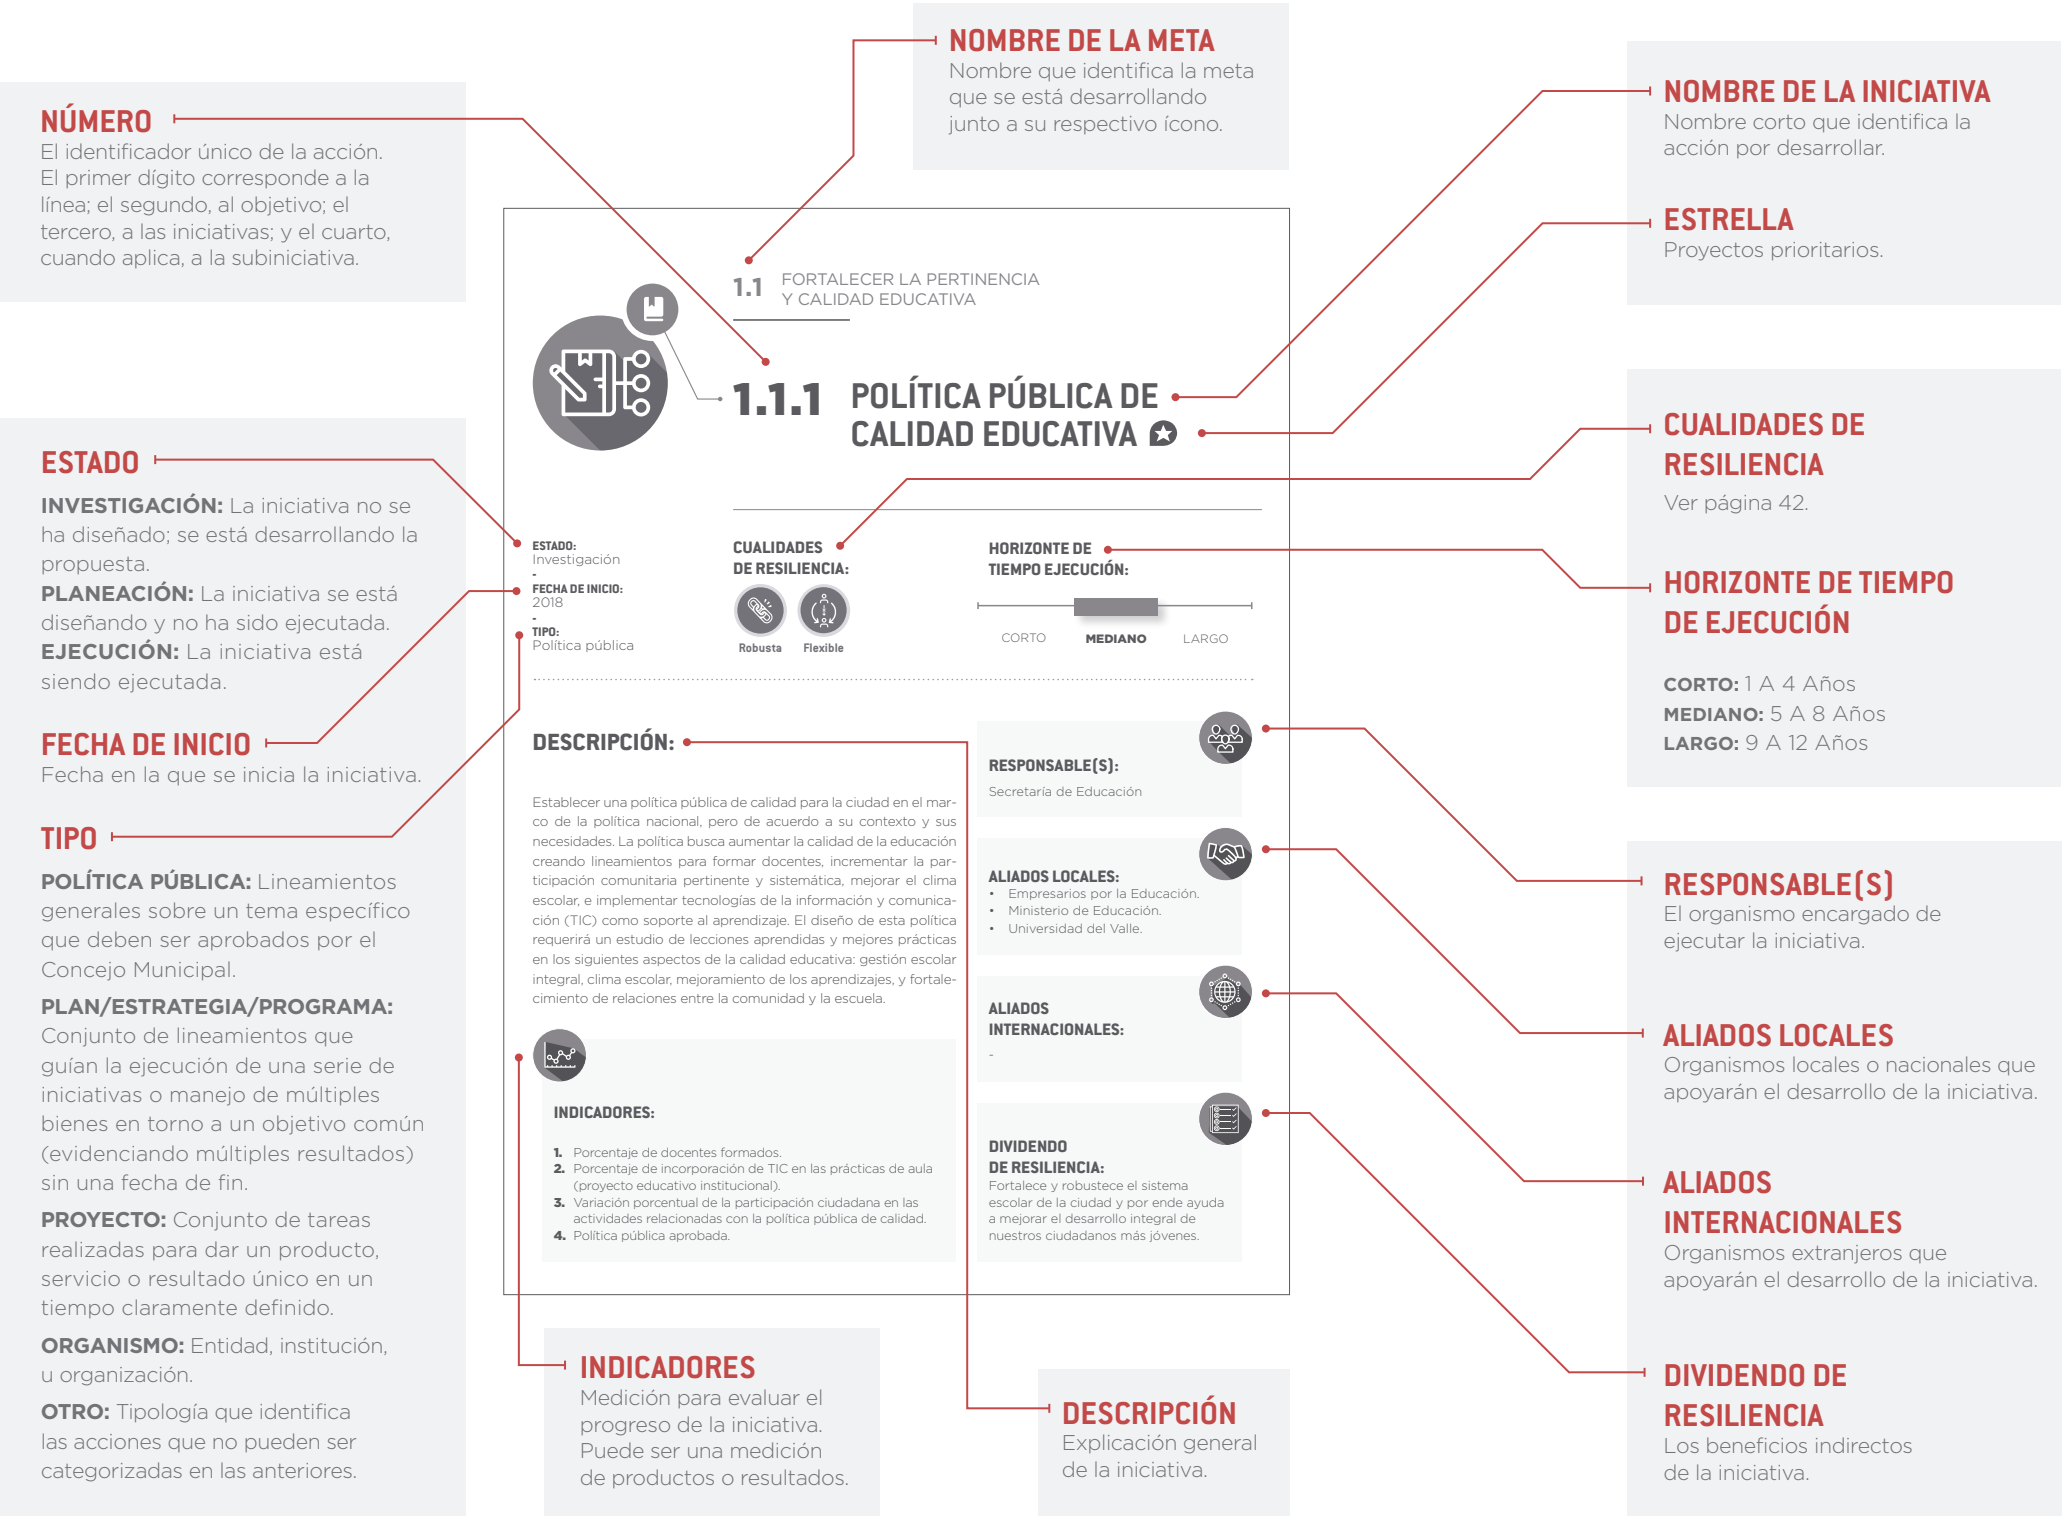 NOMBRE DE LA META
Nombre que identifica la meta
que se está desarrollando
junto a su respectivo ícono.
NÚMERO
El identificador único de la acción.
El primer dígito corresponde a la
línea; el segundo, al objetivo; el
tercero, a las iniciativas; y el cuarto,
cuando aplica, a la subiniciativa.
ESTADO
INVESTIGACIÓN: La iniciativa no se
ha diseñado; se está desarrollando la
propuesta.
PLANEACIÓN: La iniciativa se está
diseñando y no ha sido ejecutada.
EJECUCIÓN: La iniciativa está
siendo ejecutada.
FECHA DE INICIO
Fecha en la que se inicia la iniciativa.
TIPO
POLÍTICA PÚBLICA: Lineamientos
generales sobre un tema específico
que deben ser aprobados por el
Concejo Municipal.
PLAN/ESTRATEGIA/PROGRAMA:
Conjunto de lineamientos que
guían la ejecución de una serie de
iniciativas o manejo de múltiples
bienes en torno a un objetivo común
(evidenciando múltiples resultados)
sin una fecha de fin.
PROYECTO: Conjunto de tareas
realizadas para dar un producto,
servicio o resultado único en un
tiempo claramente definido.
ORGANISMO: Entidad, institución,
u organización.
OTRO: Tipología que identifica
las acciones que no pueden ser
categorizadas en las anteriores.
1.1 FORTALECER LA PERTINENCIA
Y CALIDAD EDUCATIVA
1.1.1 POLÍTICA PÚBLICA DE
CALIDAD EDUCATIVA
ESTADO:
Investigación
-
FECHA DE INICIO:
2018
-
TIPO:
Política pública
CUALIDADES
DE RESILIENCIA:
Robusta Flexible
HORIZONTE DE
TIEMPO EJECUCIÓN:
CORTO MEDIANO LARGO
DESCRIPCIÓN:
Establecer una política pública de calidad para la ciudad en el mar-
co de la política nacional, pero de acuerdo a su contexto y sus
necesidades. La política busca aumentar la calidad de la educación
creando lineamientos para formar docentes, incrementar la par-
ticipación comunitaria pertinente y sistemática, mejorar el clima
escolar, e implementar tecnologías de la información y comunica-
ción (TIC) como soporte al aprendizaje. El diseño de esta política
requerirá un estudio de lecciones aprendidas y mejores prácticas
en los siguientes aspectos de la calidad educativa: gestión escolar
integral, clima escolar, mejoramiento de los aprendizajes, y fortale-
cimiento de relaciones entre la comunidad y la escuela.
INDICADORES:
1. Porcentaje de docentes formados.
2. Porcentaje de incorporación de TIC en las prácticas de aula
(proyecto educativo institucional).
3. Variación porcentual de la participación ciudadana en las
actividades relacionadas con la política pública de calidad.
4. Política pública aprobada.
RESPONSABLE(S):
Secretaría de Educación
ALIADOS LOCALES:
• Empresarios por la Educación.
• Ministerio de Educación.
• Universidad del Valle.
ALIADOS
INTERNACIONALES:
-
DIVIDENDO
DE RESILIENCIA:
Fortalece y robustece el sistema
escolar de la ciudad y por ende ayuda
a mejorar el desarrollo integral de
nuestros ciudadanos más jóvenes.
INDICADORES
Medición para evaluar el
progreso de la iniciativa.
Puede ser una medición
de productos o resultados.
DESCRIPCIÓN
Explicación general
de la iniciativa.
NOMBRE DE LA INICIATIVA
Nombre corto que identifica la
acción por desarrollar.
ESTRELLA
Proyectos prioritarios.
CUALIDADES DE
RESILIENCIA
Ver página 42.
HORIZONTE DE TIEMPO
DE EJECUCIÓN
CORTO: 1 A 4 Años
MEDIANO: 5 A 8 Años
LARGO: 9 A 12 Años
RESPONSABLE(S)
El organismo encargado de
ejecutar la iniciativa.
ALIADOS LOCALES
Organismos locales o nacionales que
apoyarán el desarrollo de la iniciativa.
ALIADOS
INTERNACIONALES
Organismos extranjeros que
apoyarán el desarrollo de la iniciativa.
DIVIDENDO DE
RESILIENCIA
Los beneficios indirectos
de la iniciativa.